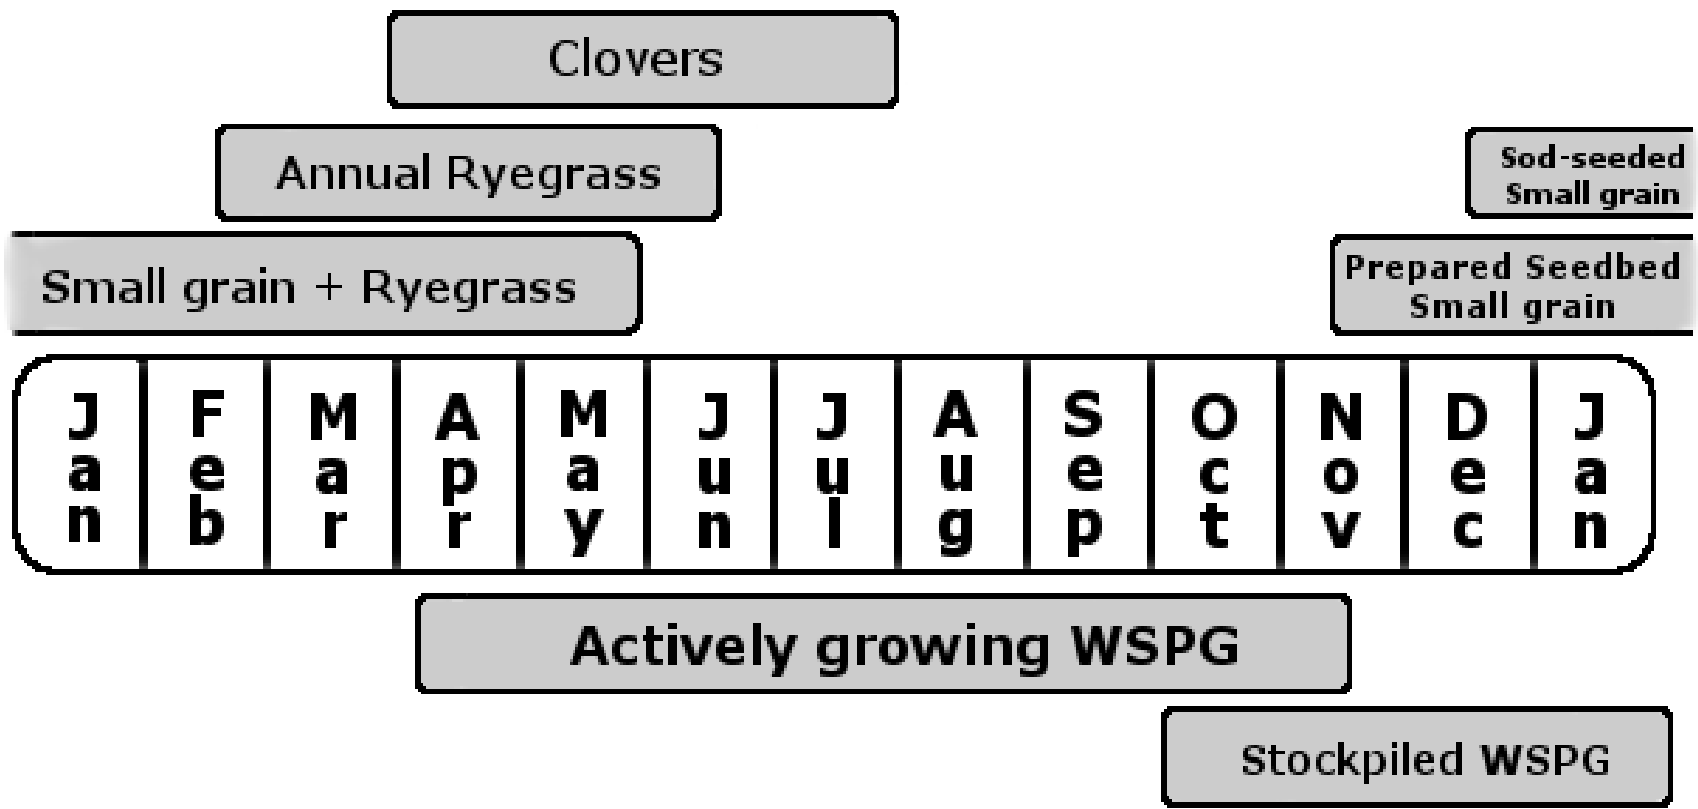 Clovers
Annual Ryegrass
Sod-seeded
Small grain
Small grain + Ryegrass
Prepared Seedbed
Small grain
Jan Feb Mar Apr May Jun Jul Aug Sep Oct Nov Dec Jan
Actively growing WSPG
Stockpiled WSPG